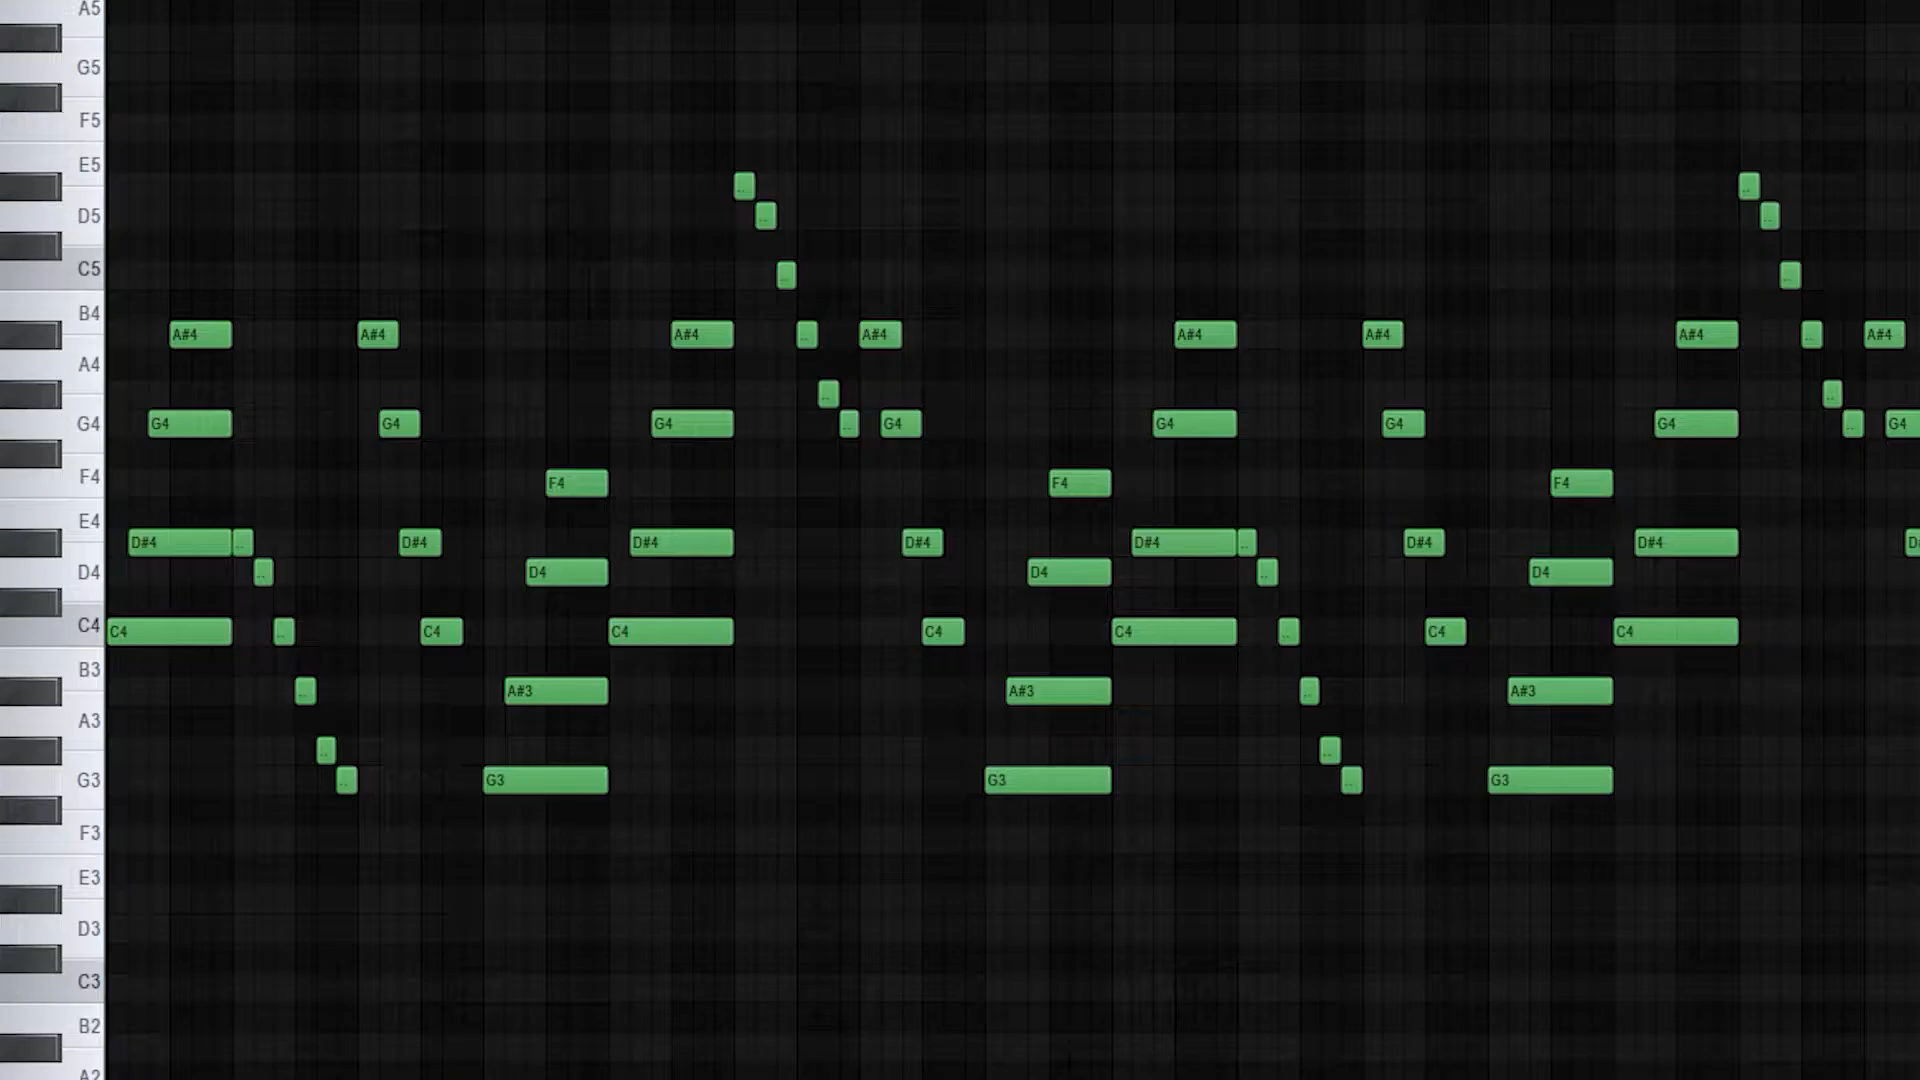 A5
G5
F5
E5
D5
C5
B4
A#4 A#4 A#4 A#4 A#4 A#4 A#4 A#4
A4
G4 G4 G4 G4 G4 G4 G4 G4 G4
F4 F4 F4 F4
E4
D#4 D#4 D#4 D#4 D#4 D#4 D#4
D4 D4 D4 D4
C4 C4 C4 C4 C4 C4 C4 C4
B3
A#3 A#3 A#3
A3
G3 G3 G3 G3
F3
E3
D3
C3
B2
A2